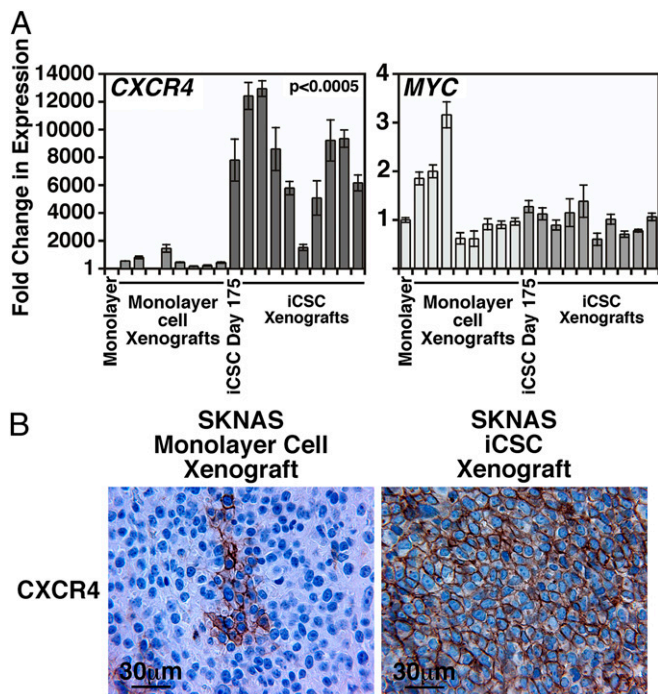 A
Fold Change in Expression
14000
12000
10000
8000
6000
4000
2000
1
CXCR4
p<0.0005
Monolayer
Monolayer
cell
Xenografts
iCSC Day 175
iCSC
Xenografts
4
3
2
1
MYC
Monolayer
Monolayer
cell
Xenografts
iCSC Day 175
iCSC
Xenografts
B
SKNAS
Monolayer Cell
Xenograft
SKNAS
iCSC
Xenograft
CXCR4
30µm
30µm